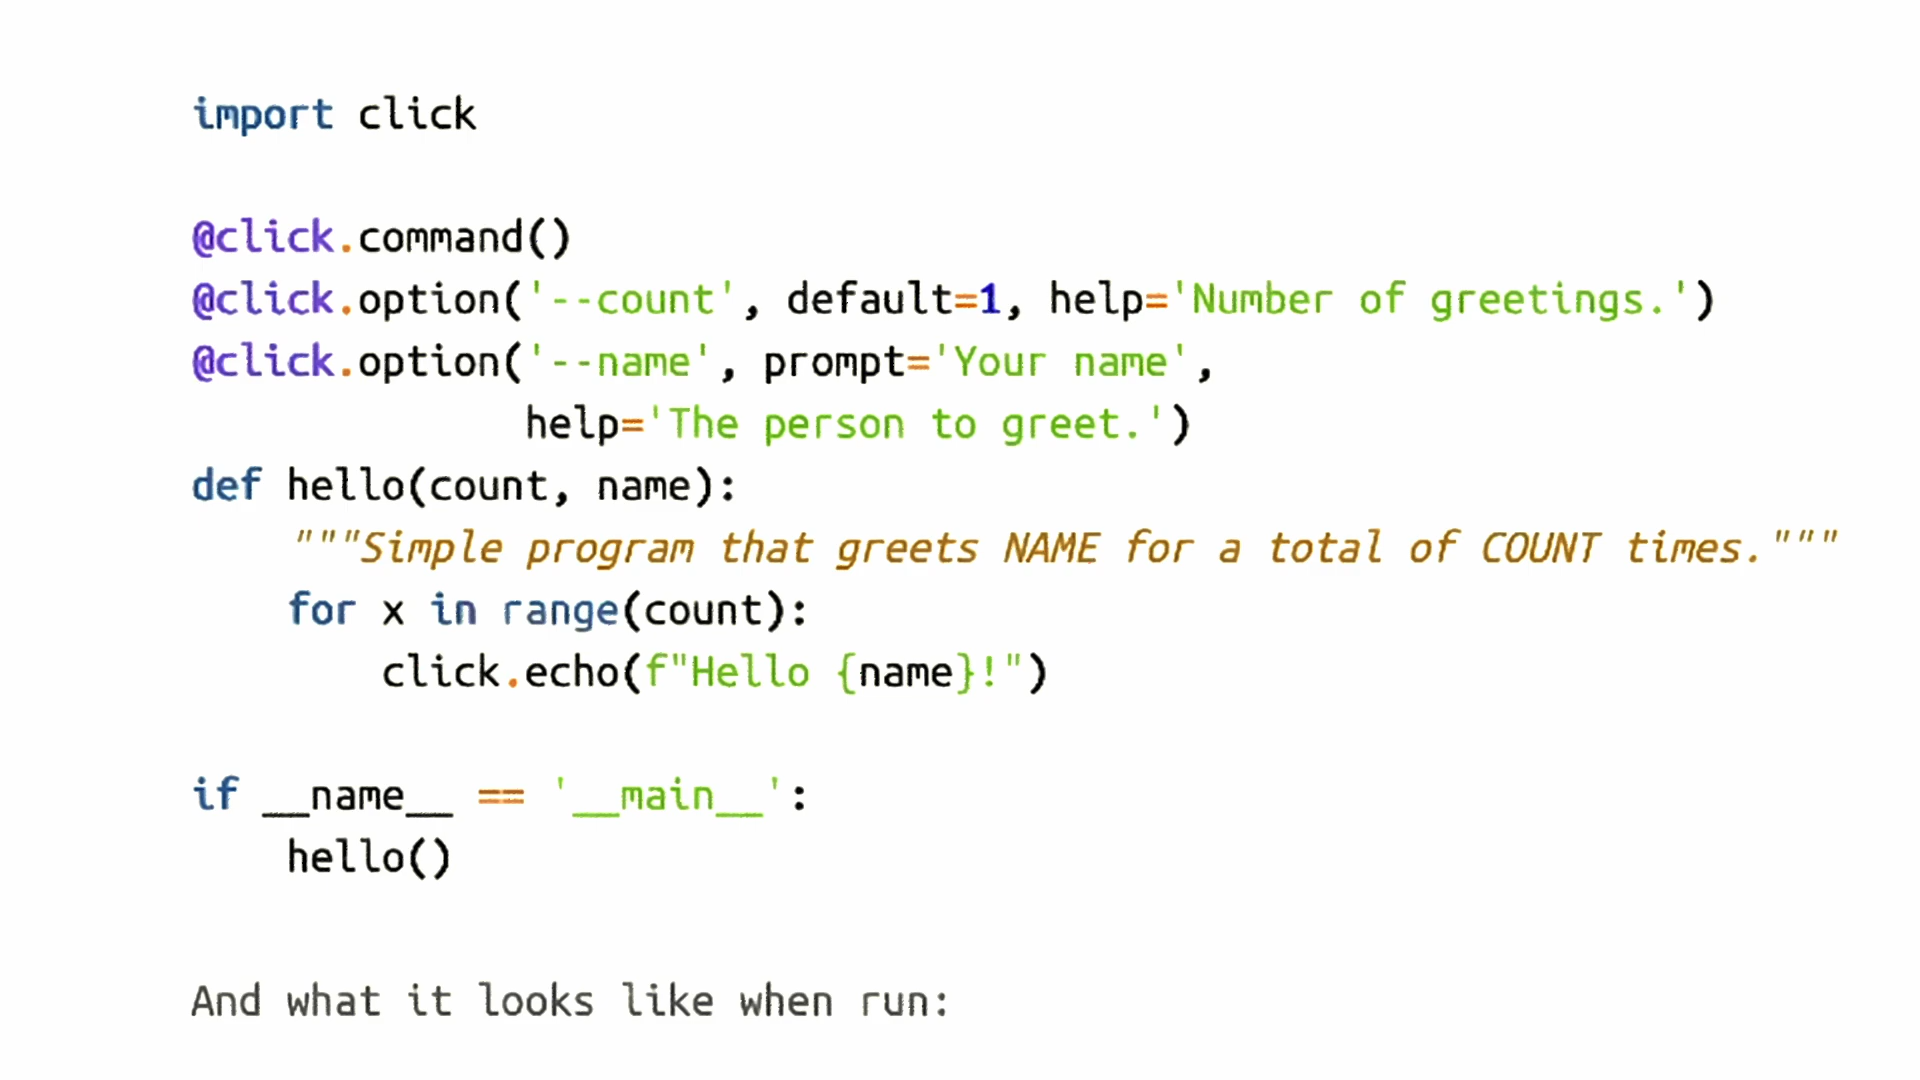 import click
@click.command()
@click.option('--count', default=1, help='Number of greetings.')
@click.option('--name', prompt='Your name',
              help='The person to greet.')
def hello(count, name):
    """Simple program that greets NAME for a total of COUNT times."""
    for x in range(count):
        click.echo(f"Hello {name}!")
if __name__ == '__main__':
    hello()
And what it looks like when run: